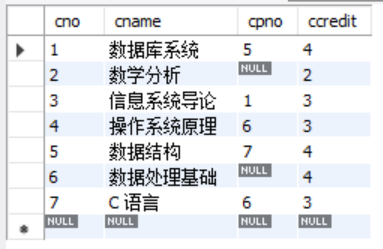 cno cname cpno ccredit
1 数据库系统 5 4
2 数学分析 NULL 2
3 信息系统导论 1 3
4 操作系统原理 6 3
5 数据结构 7 4
6 数据处理基础 NULL 4
7 C 语言 6 3
NULL NULL NULL NULL